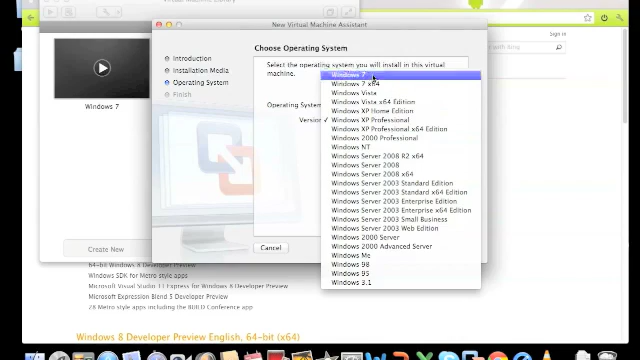 Virtual Machine Library
New Virtual Machine Assistant
Sign in
Choose Operating System
Introduction
Installation Media
Operating System
Finish
Select the operating system you will install in this virtual
machine.
Operating System
Version
✓
Windows 7
Windows 7 x64
Windows Vista
Windows Vista x64 Edition
Windows XP Home Edition
Windows XP Professional
Windows XP Professional x64 Edition
Windows 2000 Professional
Windows NT
Windows Server 2008 R2 x64
Windows Server 2008
Windows Server 2008 x64
Windows Server 2003 Standard Edition
Windows Server 2003 Standard x64 Edition
Windows Server 2003 Enterprise Edition
Windows Server 2003 Enterprise x64 Edition
Windows Server 2003 Small Business
Windows Server 2003 Web Edition
Windows 2000 Server
Windows 2000 Advanced Server
Windows Me
Windows 98
Windows 95
Windows 3.1
with bing
Windows 7
Create New
Cancel
64-bit Windows 8 Developer Preview
Windows SDK for Metro style apps
Microsoft Visual Studio 11 Express for Windows 8 Developer Preview
Microsoft Expression Blend 5 Developer Preview
28 Metro style apps including the BUILD Conference app
Windows 8 Developer Preview English, 64-bit (x64)